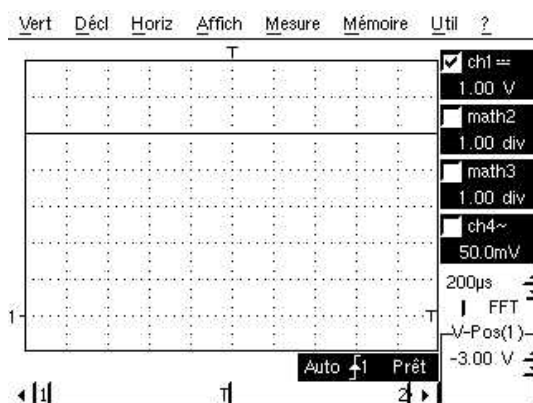 Vert Décl Horiz Affich Mesure Mémoire Util ?
T
ch1
1.00 V
math2
1.00 div
math3
1.00 div
ch4~
50.0mV
200µs
FFT
1 T
V-Pos(1)
-3.00 V
Auto 1 Prêt
1 T 2